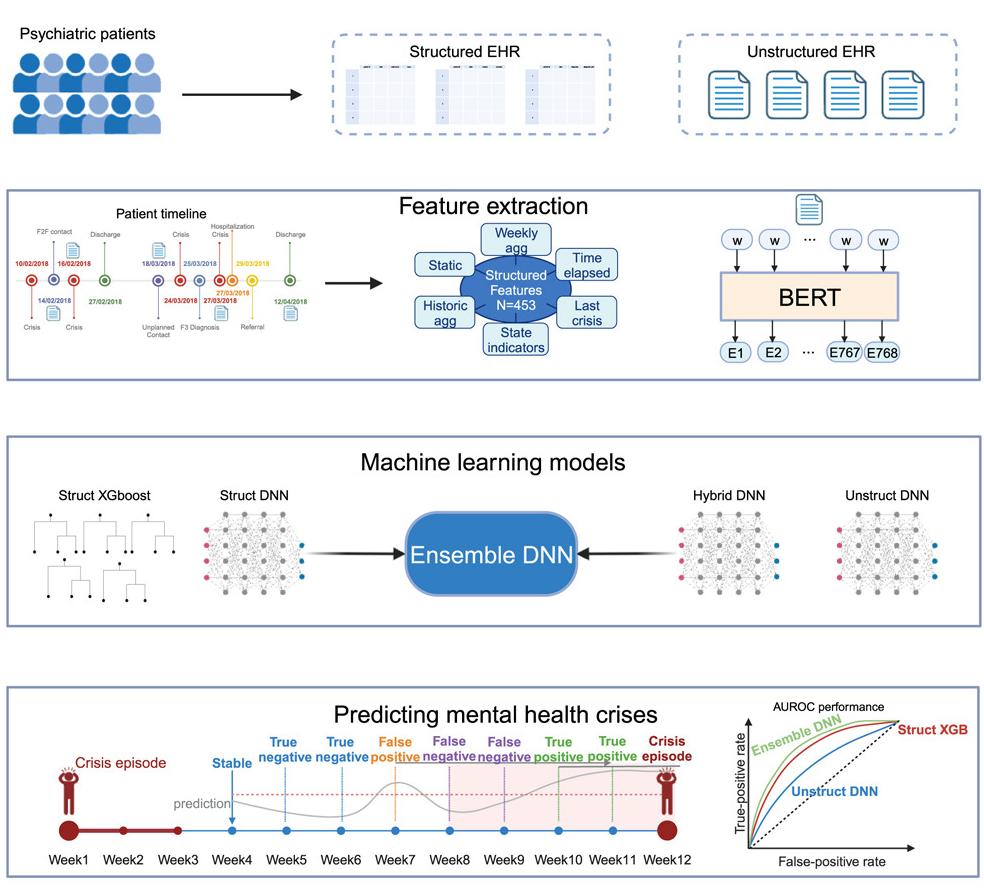 Psychiatric patients
Structured EHR
Unstructured EHR
Feature extraction
Patient timeline
F2F contact
Discharge
Crisis
Hospitalization
Crisis
Discharge
10/02/2018
16/02/2018
18/03/2018
25/03/2018
29/03/2018
14/02/2018
27/02/2018
24/03/2018
27/03/2018
27/03/2018
12/04/2018
Crisis
Crisis
Unplanned
Contact
F3 Diagnosis
Referral
Weekly
agg
Static
Time
elapsed
Structured
Features
N=453
Historic
agg
Last
crisis
State
indicators
w
w
...
w
w
BERT
E1
E2
...
E767
E768
Machine learning models
Struct XGboost
Struct DNN
Ensemble DNN
Hybrid DNN
Unstruct DNN
Predicting mental health crises
Crisis episode
Stable
True
negative
True
negative
False
positive
False
negative
False
negative
True
positive
True
positive
Crisis
episode
prediction
Week1
Week2
Week3
Week4
Week5
Week6
Week7
Week8
Week9
Week10
Week11
Week12
AUROC performance
Ensemble DNN
Struct XGB
Unstruct DNN
True-positive rate
False-positive rate